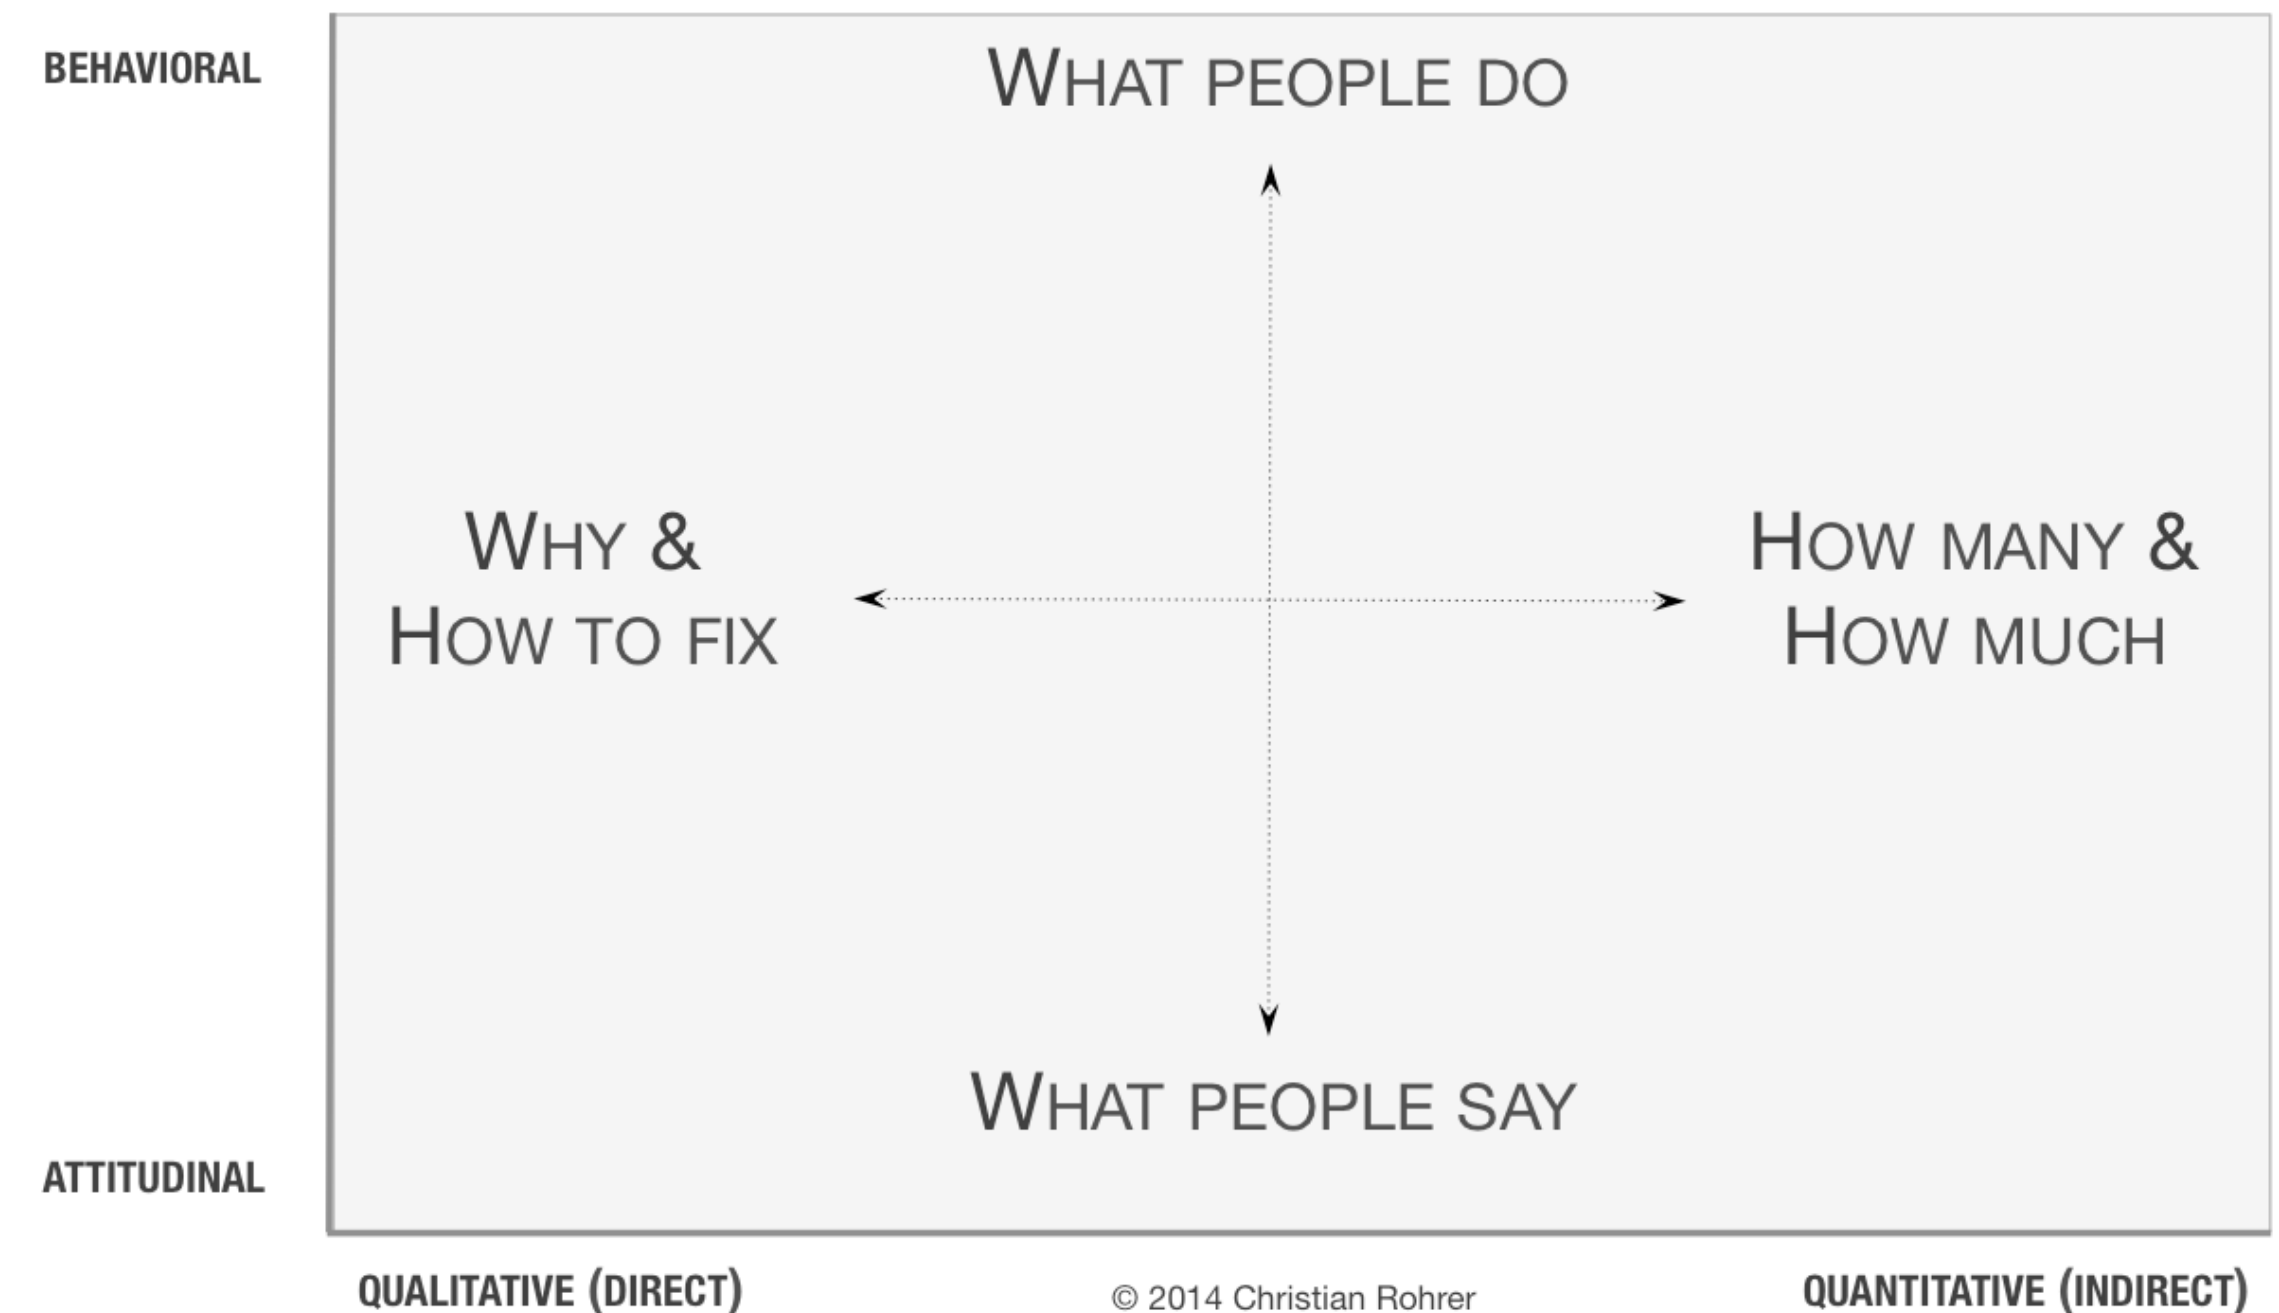 BEHAVIORAL
WHAT PEOPLE DO
WHY &
HOW TO FIX
HOW MANY &
HOW MUCH
WHAT PEOPLE SAY
ATTITUDINAL
QUALITATIVE (DIRECT)
© 2014 Christian Rohrer
QUANTITATIVE (INDIRECT)